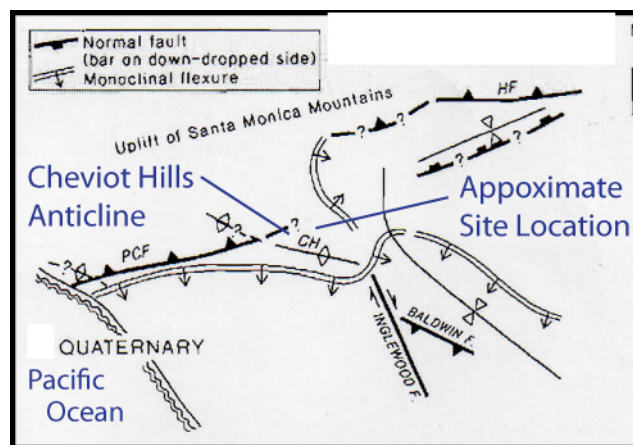 Normal fault
(bar on down-dropped side)
Monoclinal flexure
HF
Uplift of Santa Monica Mountains
?
?
?
?
Cheviot Hills
Anticline
Appoximate
Site Location
?
?
CH
PCF
?
BALDWIN F.
INGLEWOOD F.
QUATERNARY
Pacific
Ocean